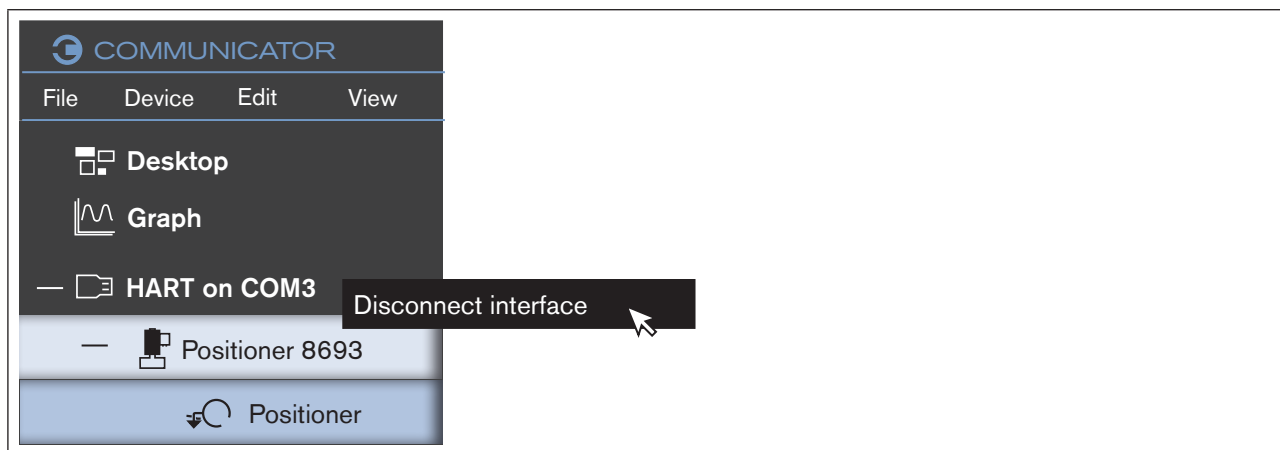 COMMUNICATOR
File Device Edit View
Desktop
Graph
HART on COM3
Disconnect interface
Positioner 8693
Positioner